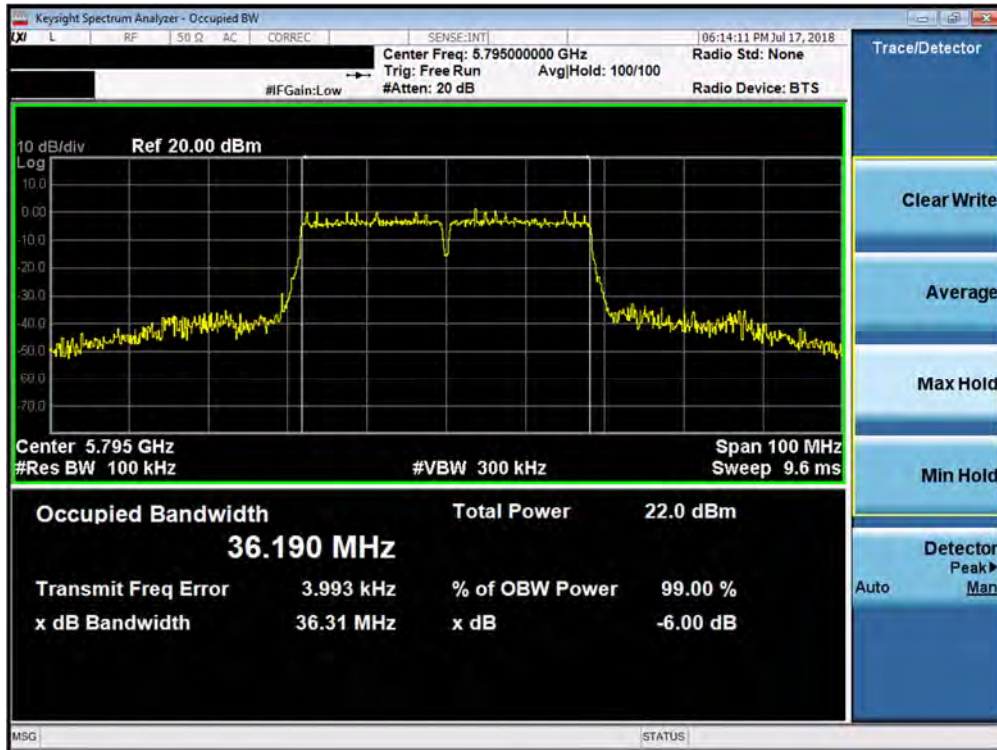 Keysight Spectrum Analyzer - Occupied BW
LXI L RF 50 Ω AC CORREC SENSE:INT 06:14:11 PM Jul 17, 2018
Center Freq: 5.795000000 GHz Radio Std: None
Trig: Free Run Avg|Hold: 100/100
#IFGain:Low #Atten: 20 dB Radio Device: BTS
10 dB/div Ref 20.00 dBm
Log
10.0
0.00
-10.0
-20.0
-30.0
-40.0
-50.0
-60.0
-70.0
Center 5.795 GHz Span 100 MHz
#Res BW 100 kHz #VBW 300 kHz Sweep 9.6 ms
Occupied Bandwidth Total Power 22.0 dBm
36.190 MHz
Transmit Freq Error 3.993 kHz % of OBW Power 99.00 %
x dB Bandwidth 36.31 MHz x dB -6.00 dB
MSG STATUS
Trace/Detector
Clear Write
Average
Max Hold
Min Hold
Detector
Peak▶
Auto Man